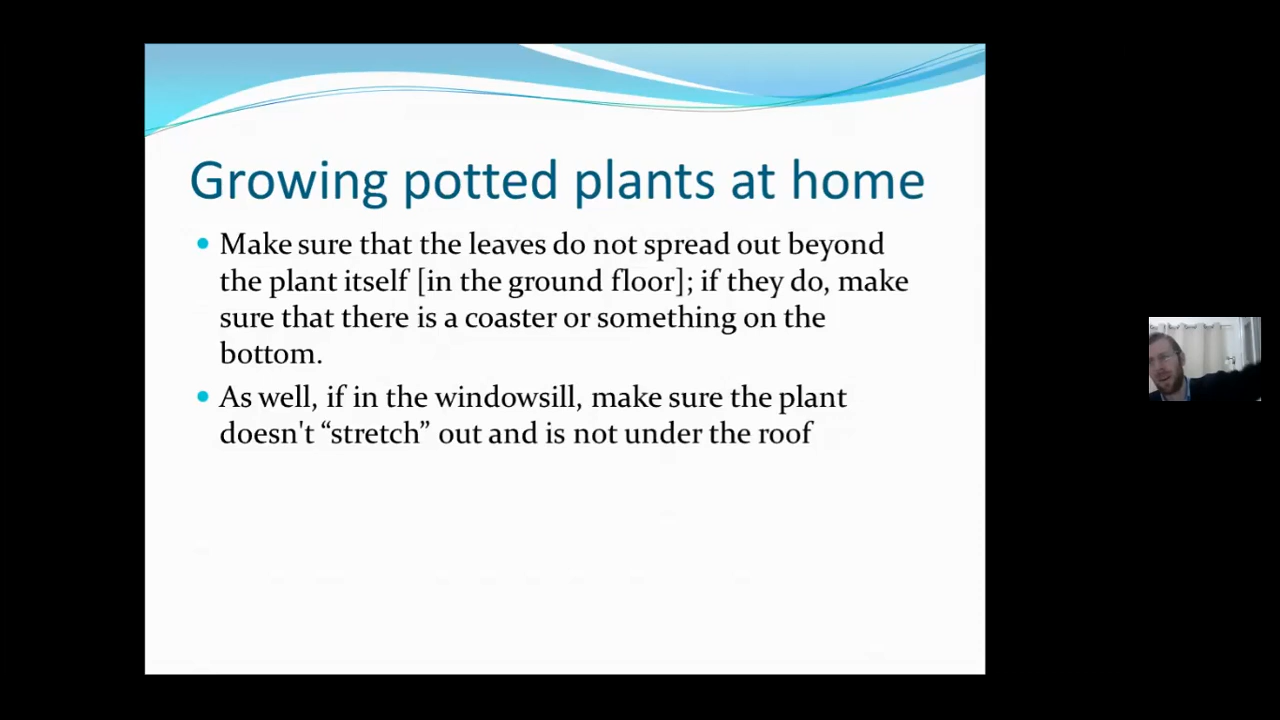 Growing potted plants at home
Make sure that the leaves do not spread out beyond
the plant itself [in the ground floor]; if they do, make
sure that there is a coaster or something on the
bottom.
As well, if in the windowsill, make sure the plant
doesn't “stretch” out and is not under the roof